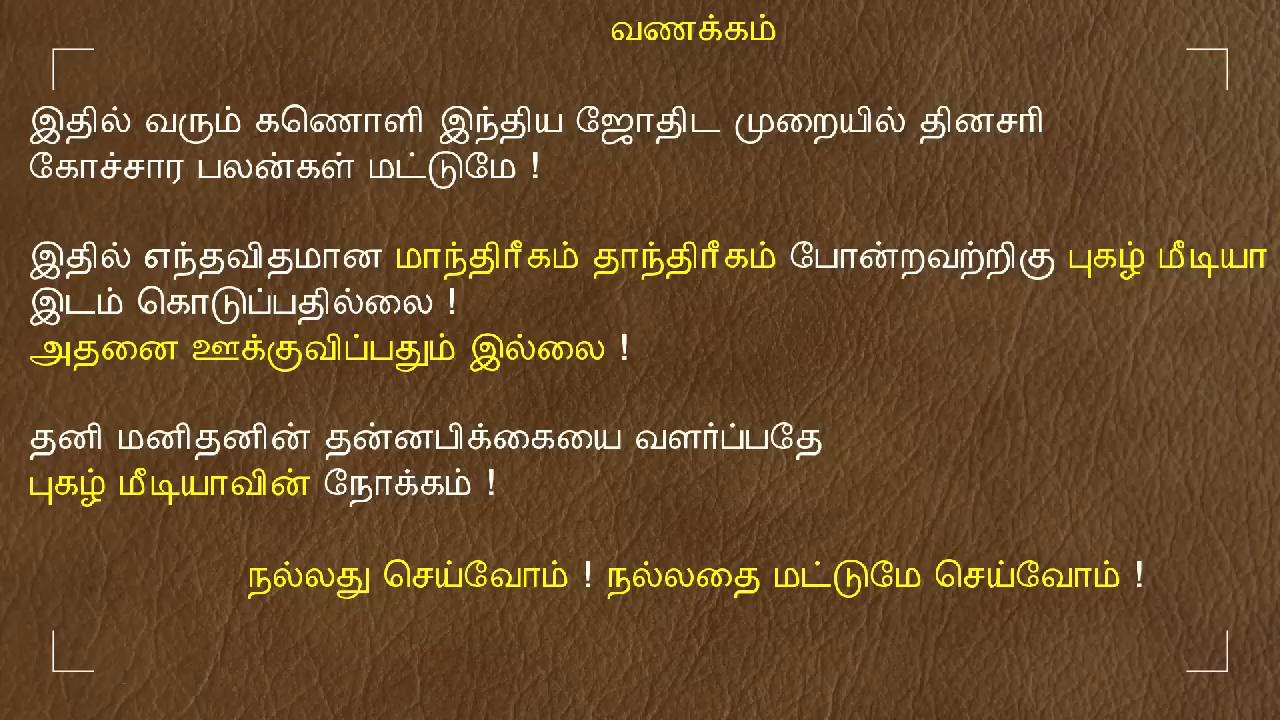 வணக்கம்
இதில் வரும் கணொளி இந்திய ஜோதிட முறையில் தினசரி
கோச்சார பலன்கள் மட்டுமே !
இதில் எந்தவிதமான மாந்திரீகம் தாந்திரீகம் போன்றவற்றிகு புகழ் மீடியா
இடம் கொடுப்பதில்லை !
அதனை ஊக்குவிப்பதும் இல்லை !
தனி மனிதனின் தன்னபிக்கையை வளர்ப்பதே
புகழ் மீடியாவின் நோக்கம் !
நல்லது செய்வோம் ! நல்லதை மட்டுமே செய்வோம் !